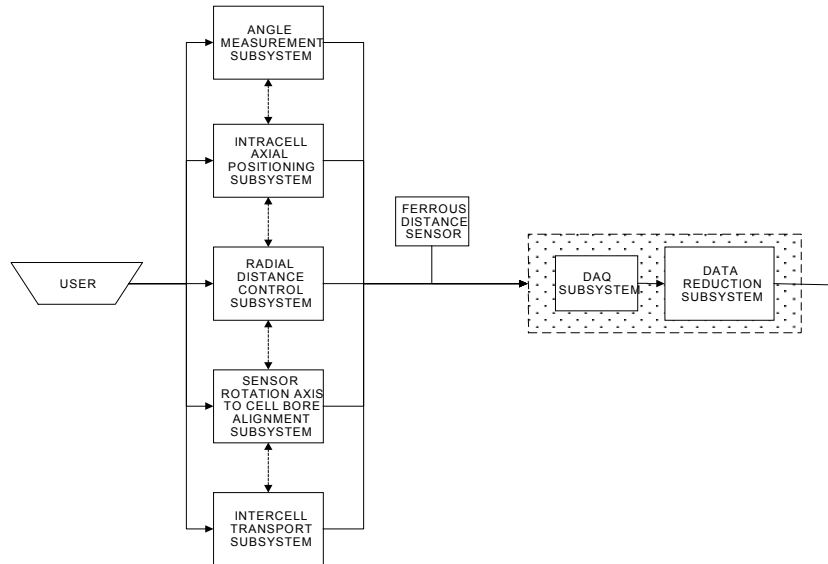 ANGLE
MEASUREMENT
SUBSYSTEM
INTRACELL
AXIAL
POSITIONING
SUBSYSTEM
FERROUS
DISTANCE
SENSOR
USER
RADIAL
DISTANCE
CONTROL
SUBSYSTEM
DAQ
SUBSYSTEM
DATA
REDUCTION
SUBSYSTEM
SENSOR
ROTATION AXIS
TO CELL BORE
ALIGNMENT
SUBSYSTEM
INTERCELL
TRANSPORT
SUBSYSTEM